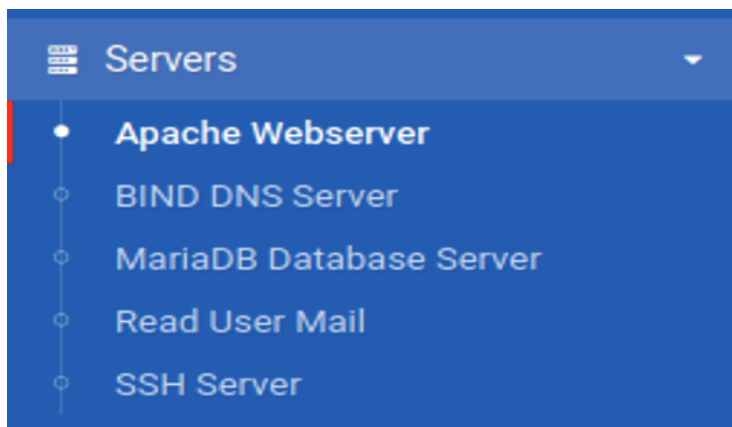 Servers
Apache Webserver
BIND DNS Server
MariaDB Database Server
Read User Mail
SSH Server